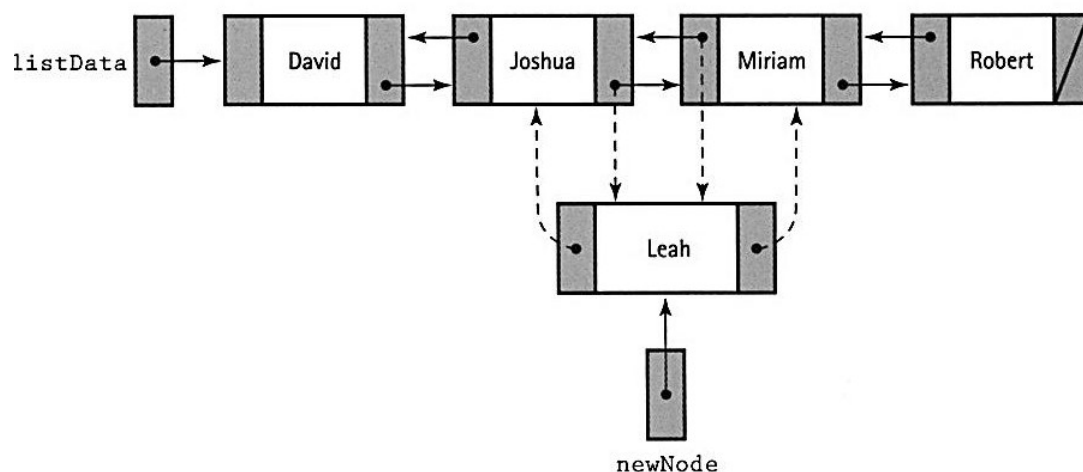 listData
David
Joshua
Miriam
Robert
Leah
newNode